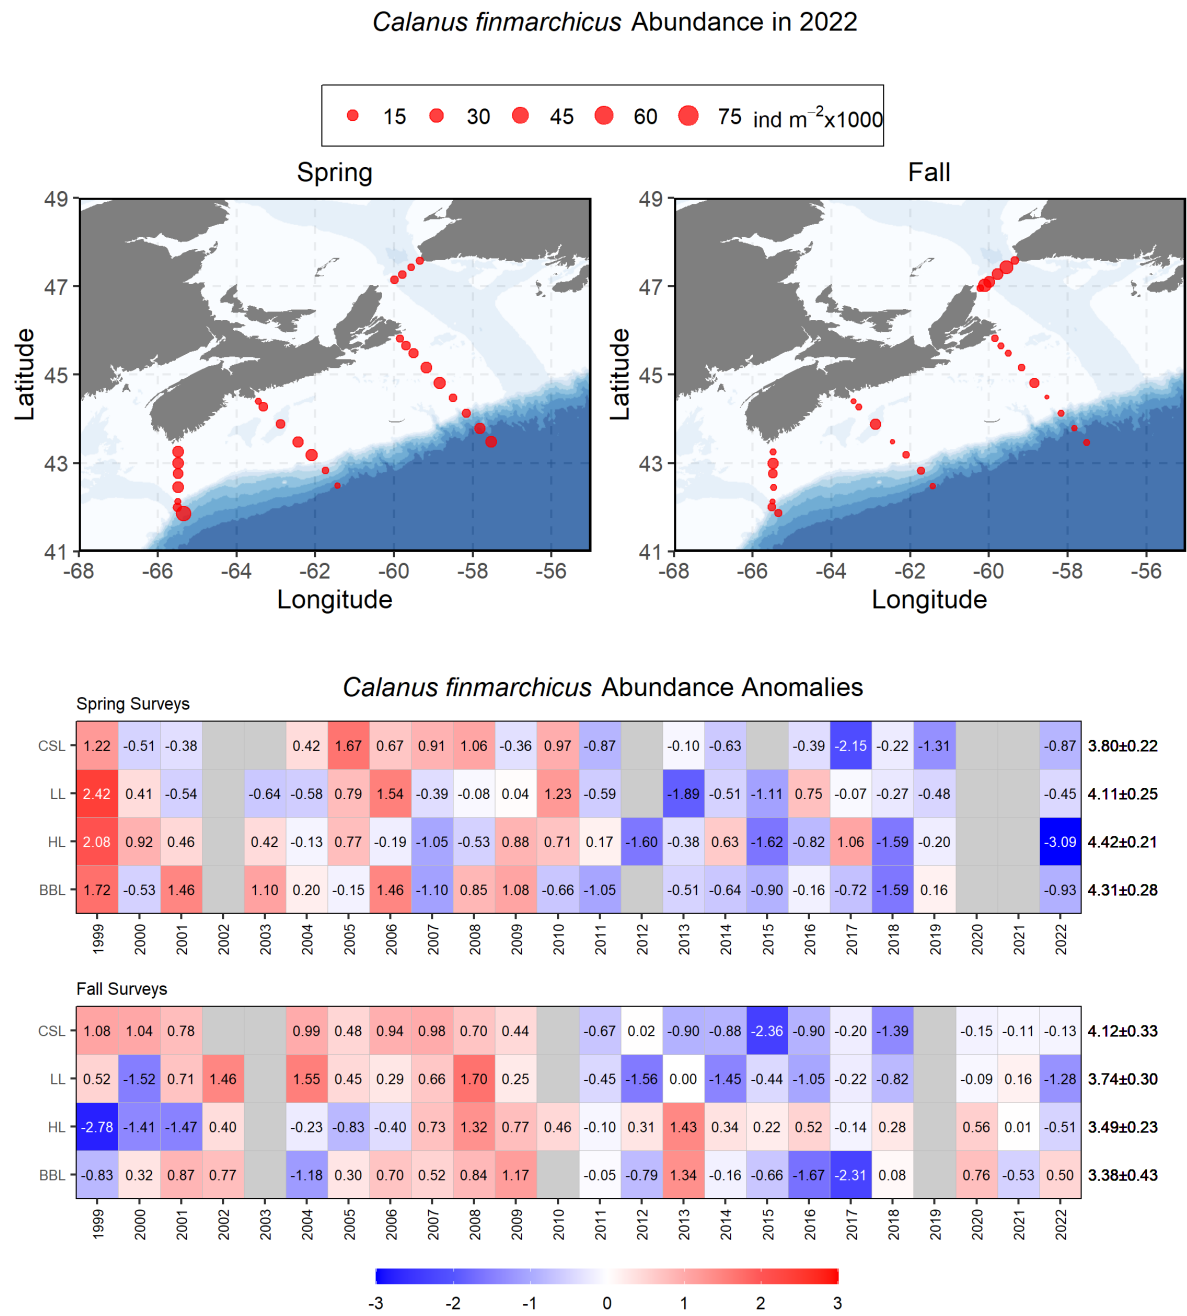 Calanus finmarchicus Abundance in 2022
15 30 45 60 75 ind m⁻²x1000
Spring Fall
49 49
47 47
45 45
43 43
41 41
Latitude Latitude
-68 -66 -64 -62 -60 -58 -56 -68 -66 -64 -62 -60 -58 -56
Longitude Longitude
Calanus finmarchicus Abundance Anomalies
Spring Surveys
CSL 1.22 -0.51 -0.38 0.42 1.67 0.67 0.91 1.06 -0.36 0.97 -0.87 -0.10 -0.63 -0.39 -2.15 -0.22 -1.31 -0.87 3.80±0.22
LL 2.42 0.41 -0.54 -0.64 -0.58 0.79 1.54 -0.39 -0.08 0.04 1.23 -0.59 -1.89 -0.51 -1.11 0.75 -0.07 -0.27 -0.48 -0.45 4.11±0.25
HL 2.08 0.92 0.46 0.42 -0.13 0.77 -0.19 -1.05 -0.53 0.88 0.71 0.17 -1.60 -0.38 0.63 -1.62 -0.82 1.06 -1.59 -0.20 -3.09 4.42±0.21
BBL 1.72 -0.53 1.46 1.10 0.20 -0.15 1.46 -1.10 0.85 1.08 -0.66 -1.05 -0.51 -0.64 -0.90 -0.16 -0.72 -1.59 0.16 -0.93 4.31±0.28
1999 2000 2001 2002 2003 2004 2005 2006 2007 2008 2009 2010 2011 2012 2013 2014 2015 2016 2017 2018 2019 2020 2021 2022
Fall Surveys
CSL 1.08 1.04 0.78 0.99 0.48 0.94 0.98 0.70 0.44 -0.67 0.02 -0.90 -0.88 -2.36 -0.90 -0.20 -1.39 -0.15 -0.11 -0.13 4.12±0.33
LL 0.52 -1.52 0.71 1.46 1.55 0.45 0.29 0.66 1.70 0.25 -0.45 -1.56 0.00 -1.45 -0.44 -1.05 -0.22 -0.82 -0.09 0.16 -1.28 3.74±0.30
HL -2.78 -1.41 -1.47 0.40 -0.23 -0.83 -0.40 0.73 1.32 0.77 0.46 -0.10 0.31 1.43 0.34 0.22 0.52 -0.14 0.28 0.56 0.01 -0.51 3.49±0.23
BBL -0.83 0.32 0.87 0.77 -1.18 0.30 0.70 0.52 0.84 1.17 -0.05 -0.79 1.34 -0.16 -0.66 -1.67 -2.31 0.08 0.76 -0.53 0.50 3.38±0.43
1999 2000 2001 2002 2003 2004 2005 2006 2007 2008 2009 2010 2011 2012 2013 2014 2015 2016 2017 2018 2019 2020 2021 2022
-3 -2 -1 0 1 2 3